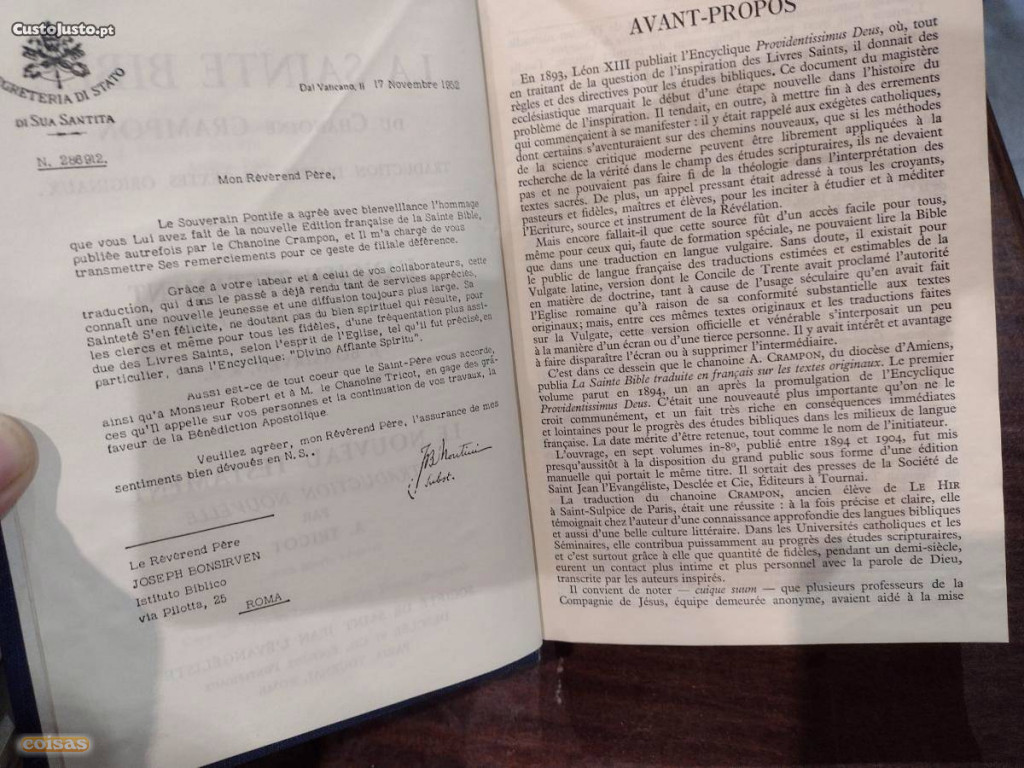 CustoJusto.pt
SEGRETERIA DI STATO
DI SUA SANTITA
N. 286912.
Dal Vaticano, li 17 Novembre 1952
Mon Révérend Père,
Le Souverain Pontife a agréé avec bienveillance l'hommage
que vous Lui avez fait de la nouvelle Edition française de la Sainte Bible,
publiée autrefois par le Chanoine Crampon, et Il m'a chargé de vous
transmettre Ses remerciements pour ce geste de filiale déférence.
Grâce à votre labeur et à celui de vos collaborateurs, cette
traduction, qui dans le passé a déjà rendu tant de services appréciés,
connaît une nouvelle jeunesse et une diffusion toujours plus large. Sa
Sainteté S'en félicite, ne doutant pas du bien spirituel qui résulte, pour
les clercs et même pour tous les fidèles, d'une fréquentation plus assi-
due des Livres Saints, selon l'esprit de l'Eglise, tel qu'il fut précisé, en
particulier, dans l'Encyclique: "Divino Afflante Spiritu".
Aussi est-ce de tout coeur que le Saint-Père vous accorde,
ainsi qu'à Monsieur Robert et à M. le Chanoine Tricot, en gage des grâ-
ces qu'il appelle sur vos personnes et la continuation de vos travaux, la
faveur de la Bénédiction Apostolique.
Veuillez agréer, mon Révérend Père, l'assurance de mes
sentiments bien dévoués en N.S..
JB Montini
Subst.
Le Révérend Père
JOSEPH BONSIRVEN
Istituto Biblico
via Pilotta, 25
ROMA
coisas
AVANT-PROPOS
En 1893, Léon XIII publiait l'Encyclique Providentissimus Deus, où, tout
en traitant de la question de l'inspiration des Livres Saints, il donnait des
règles et des directives pour les études bibliques. Ce document du magistère
ecclésiastique marquait le début d'une étape nouvelle dans l'histoire du
problème de l'inspiration. Il tendait, en outre, à mettre fin à des errements
qui commençaient à se manifester : il y était rappelé aux exégètes catholiques,
dont certains s'aventuraient sur des chemins nouveaux, que si les méthodes
de la science critique moderne peuvent être librement appliquées à la
recherche de la vérité dans le champ des études scripturaires, ils ne devaient
pas et ne pouvaient pas faire fi de la théologie dans l'interprétation des
textes sacrés. De plus, un appel pressant était adressé à tous les croyants,
pasteurs et fidèles, maîtres et élèves, pour les inciter à étudier et à méditer
l'Ecriture, source et instrument de la Révélation.
Mais encore fallait-il que cette source fût d'un accès facile pour tous,
même pour ceux qui, faute de formation spéciale, ne pouvaient lire la Bible
que dans une traduction en langue vulgaire. Sans doute, il existait pour
le public de langue française des traductions estimées et estimables de la
Vulgate latine, version dont le Concile de Trente avait proclamé l'autorité
en matière de doctrine, tant à cause de l'usage séculaire qu'en avait fait
l'Eglise romaine qu'à raison de sa conformité substantielle aux textes
originaux; mais, entre ces mêmes textes originaux et les traductions faites
sur la Vulgate, cette version officielle et vénérable s'interposait un peu
à la manière d'un écran ou d'une tierce personne. Il y avait intérêt et avantage
à faire disparaître l'écran ou à supprimer l'intermédiaire.
C'est dans ce dessein que le chanoine A. CRAMPON, du diocèse d'Amiens,
publia La Sainte Bible traduite en français sur les textes originaux. Le premier
volume parut en 1894, un an après la promulgation de l'Encyclique
Providentissimus Deus. C'était une nouveauté plus importante qu'on ne le
croit communément, et un fait très riche en conséquences immédiates
et lointaines pour le progrès des études bibliques dans les milieux de langue
française. La date mérite d'être retenue, tout comme le nom de l'initiateur.
L'ouvrage, en sept volumes in-8º, publié entre 1894 et 1904, fut mis
presqu'aussitôt à la disposition du grand public sous forme d'une édition
manuelle qui portait le même titre. Il sortait des presses de la Société de
Saint Jean l'Evangéliste, Desclée et Cie, Éditeurs à Tournai.
La traduction du chanoine CRAMPON, ancien élève de LE HIR
à Saint-Sulpice de Paris, était une réussite : à la fois précise et claire, elle
témoignait chez l'auteur d'une connaissance approfondie des langues bibliques
et aussi d'une belle culture littéraire. Dans les Universités catholiques et les
Séminaires, elle contribua puissamment au progrès des études scripturaires,
et c'est surtout grâce à elle que quantité de fidèles, pendant un demi-siècle,
eurent un contact plus intime et plus personnel avec la parole de Dieu,
transcrite par les auteurs inspirés.
Il convient de noter — cuique suum — que plusieurs professeurs de la
Compagnie de Jésus, équipe demeurée anonyme, avaient aidé à la mise